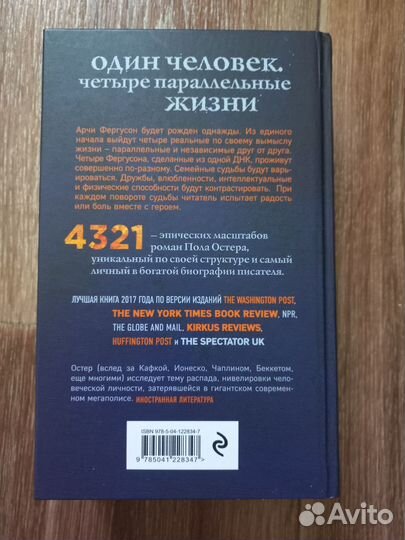 один человек.
четыре параллельные
жизни
Арчи Фергусон будет рожден однажды. Из единого
начала выйдут четыре реальные по своему вымыслу
жизни – параллельные и независимые друг от друга.
Четыре Фергусона, сделанные из одной ДНК, проживут
совершенно по-разному. Семейные судьбы будут варь-
ироваться. Дружбы, влюбленности, интеллектуальные
и физические способности будут контрастировать. При
каждом повороте судьбы читатель испытает радость
или боль вместе с героем.
4321 – эпических масштабов
роман Пола Остера,
уникальный по своей структуре и самый
личный в богатой биографии писателя.
ЛУЧШАЯ КНИГА 2017 ГОДА ПО ВЕРСИИ ИЗДАНИЙ THE WASHINGTON POST,
THE NEW YORK TIMES BOOK REVIEW, NPR,
THE GLOBE AND MAIL, KIRKUS REVIEWS,
HUFFINGTON POST и THE SPECTATOR UK
Остер (вслед за Кафкой, Ионеско, Чаплином, Беккетом,
еще многими) исследует тему распада, нивелировки чело-
веческой личности, затерявшейся в гигантском современ-
ном мегаполисе. ИНОСТРАННАЯ ЛИТЕРАТУРА
ISBN 978-5-04-122834-7
9 785041 228347 >
Avito